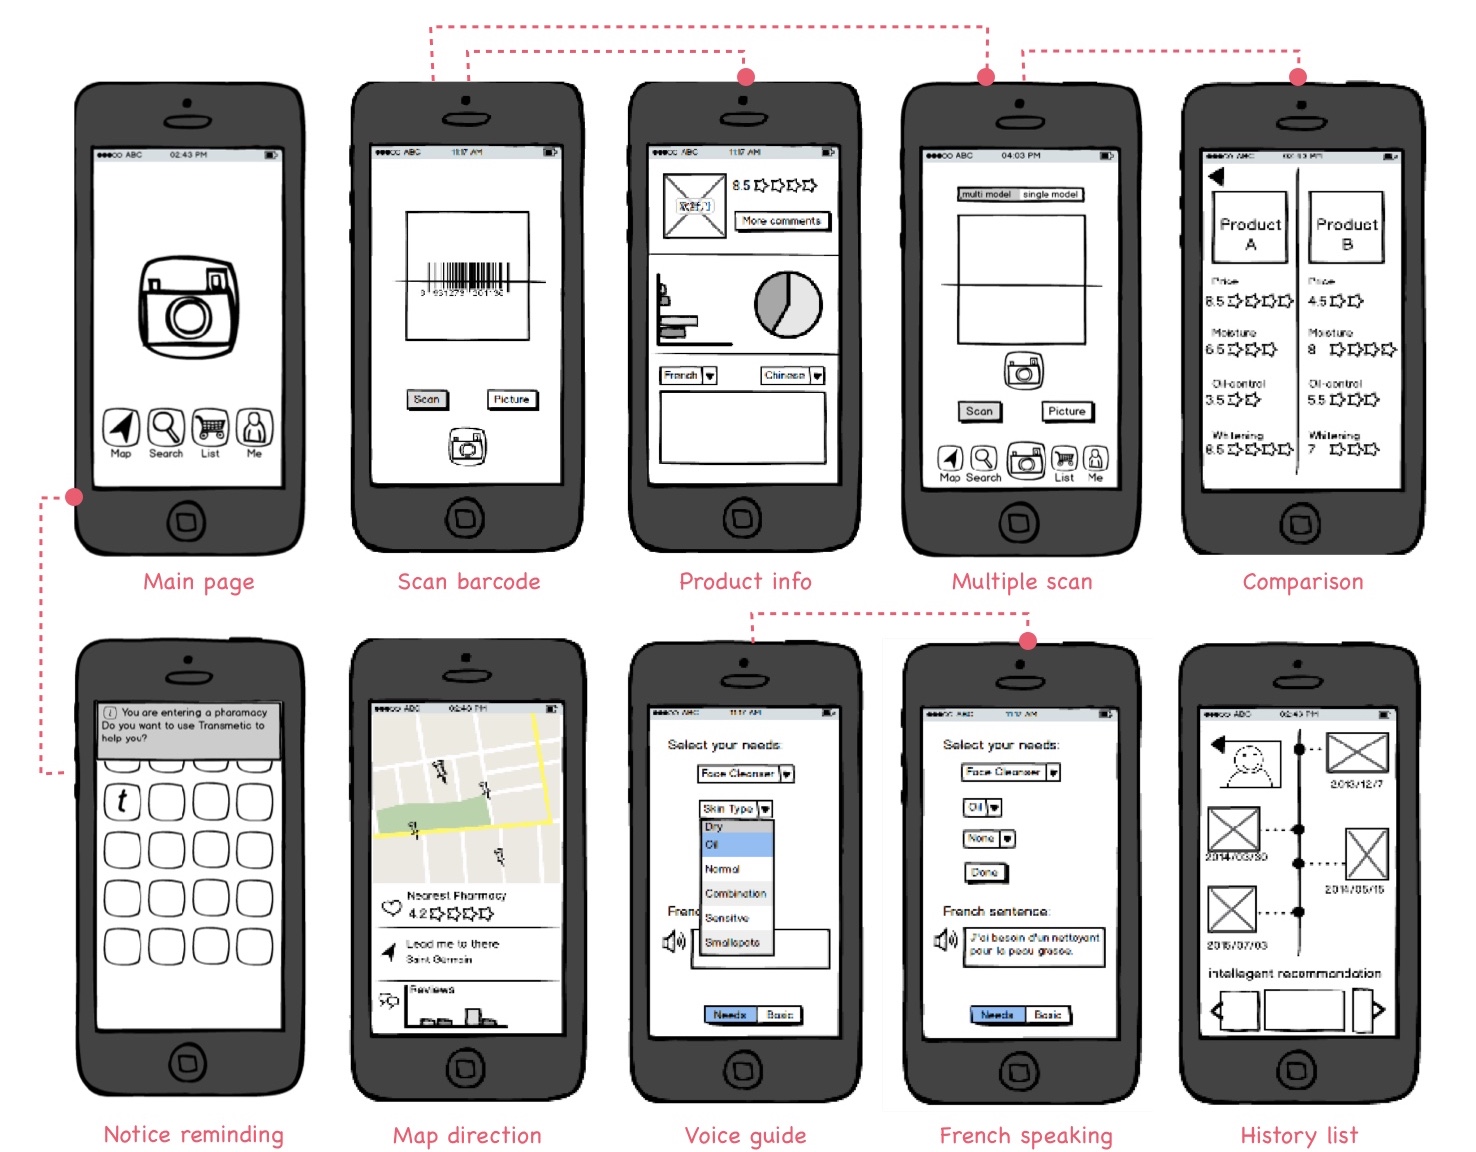 ●●●○○ ABC 02:43 PM
Map Search List Me
Main page
●●●○○ ABC 11:17 AM
Scan Picture
Scan barcode
●●●○○ ABC 11:17 AM
8.5
More comments
French Chinese
Product info
●●●○○ ABC 04:03 PM
multi model single model
Scan Picture
Map Search List Me
Multiple scan
●●●○○ ABC 02:43 PM
Product A
Product B
Price Price
8.5 4.5
Moisture Moisture
6.5 8
Oil-control Oil-control
3.5 5.5
Whitening Whitening
8.5 7
Comparison
i You are entering a pharamacy
Do you want to use Transmetic to
help you?
t
Notice reminding
●●●○○ ABC 02:43 PM
Nearest Pharmacy
4.2
Lead me to there
Saint Germain
Reviews
Map direction
●●●○○ ABC 11:17 AM
Select your needs:
Face Cleanser
Skin Type
Dry
Oil
Normal
Combination
Sensitve
Smallspots
Frenc
Needs Basic
Voice guide
●●●○○ ABC 11:17 AM
Select your needs:
Face Cleanser
Oil
None
Done
French sentence:
J'ai besoin d'un nettoyant
pour la peau grasse.
Needs Basic
French speaking
●●●○○ ABC 02:43 PM
2013/12/7
2014/03/30
2014/05/15
2015/07/03
intellegent recommandation
History list